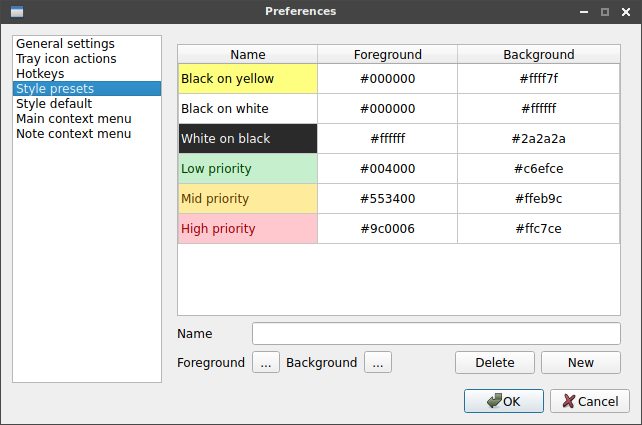 Preferences
General settings
Tray icon actions
Hotkeys
Style presets
Style default
Main context menu
Note context menu
Name Foreground Background
Black on yellow #000000 #ffff7f
Black on white #000000 #ffffff
White on black #ffffff #2a2a2a
Low priority #004000 #c6efce
Mid priority #553400 #ffeb9c
High priority #9c0006 #ffc7ce
Name
Foreground ... Background ... Delete New
OK Cancel